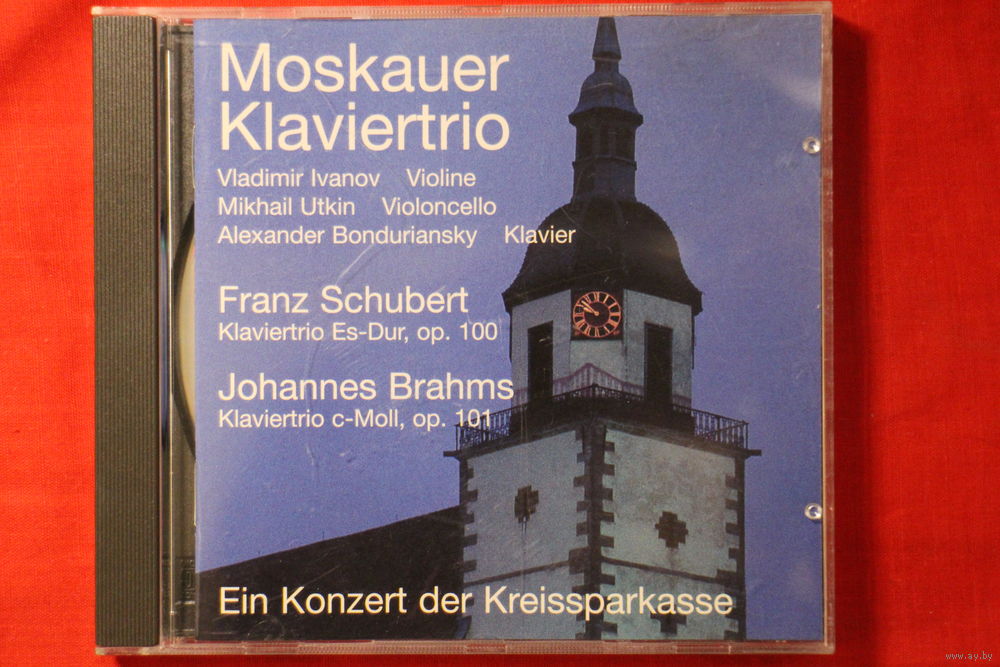 Moskauer
Klaviertrio
Vladimir Ivanov Violine
Mikhail Utkin Violoncello
Alexander Bonduriansky Klavier
Franz Schubert
Klaviertrio Es-Dur, op. 100
Johannes Brahms
Klaviertrio c-Moll, op. 101
Ein Konzert der Kreissparkasse
www.ay.by